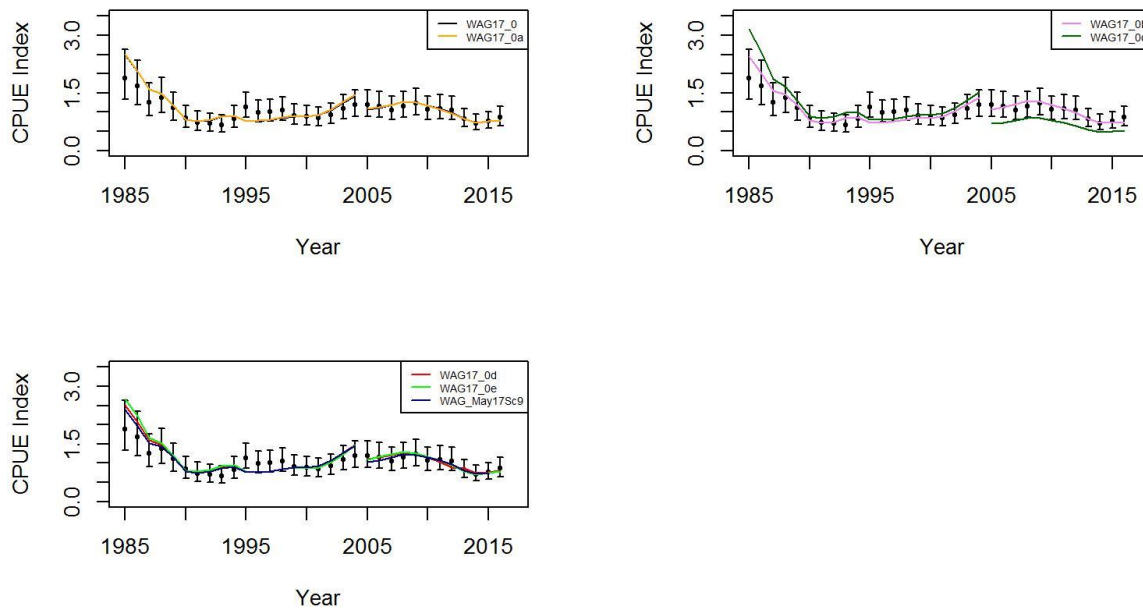 CPUE Index
0.0 1.5 3.0
WAG17_0
WAG17_0a
1985 1995 2005 2015
Year
CPUE Index
0.0 1.5 3.0
1985 1995 2005 2015
Year
CPUE Index
0.0 1.5 3.0
WAG17_0d
WAG17_0e
WAG_May17Sc9
1985 1995 2005 2015
Year